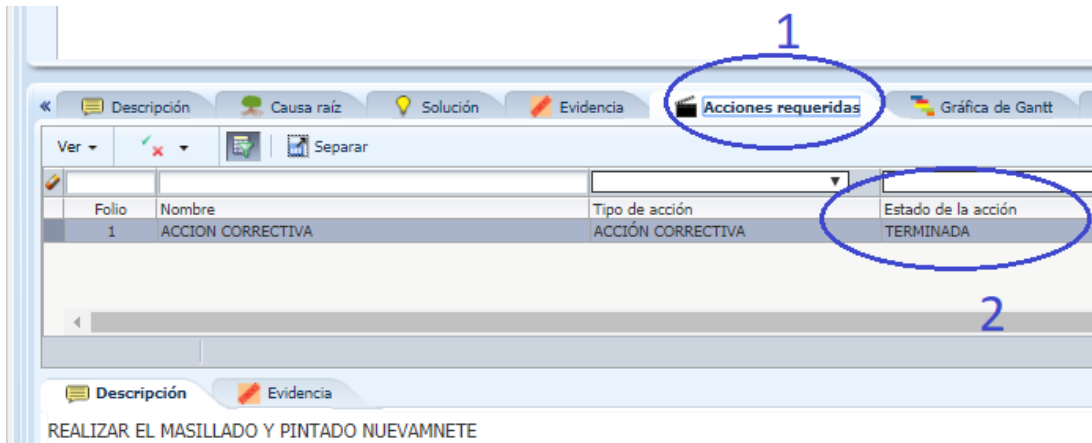 1
Descripción Causa raíz Solución Evidencia Acciones requeridas Gráfica de Gantt
Ver Separar
Folio Nombre Tipo de acción Estado de la acción
1 ACCION CORRECTIVA ACCIÓN CORRECTIVA TERMINADA
2
Descripción Evidencia
REALIZAR EL MASILLADO Y PINTADO NUEVAMNETE